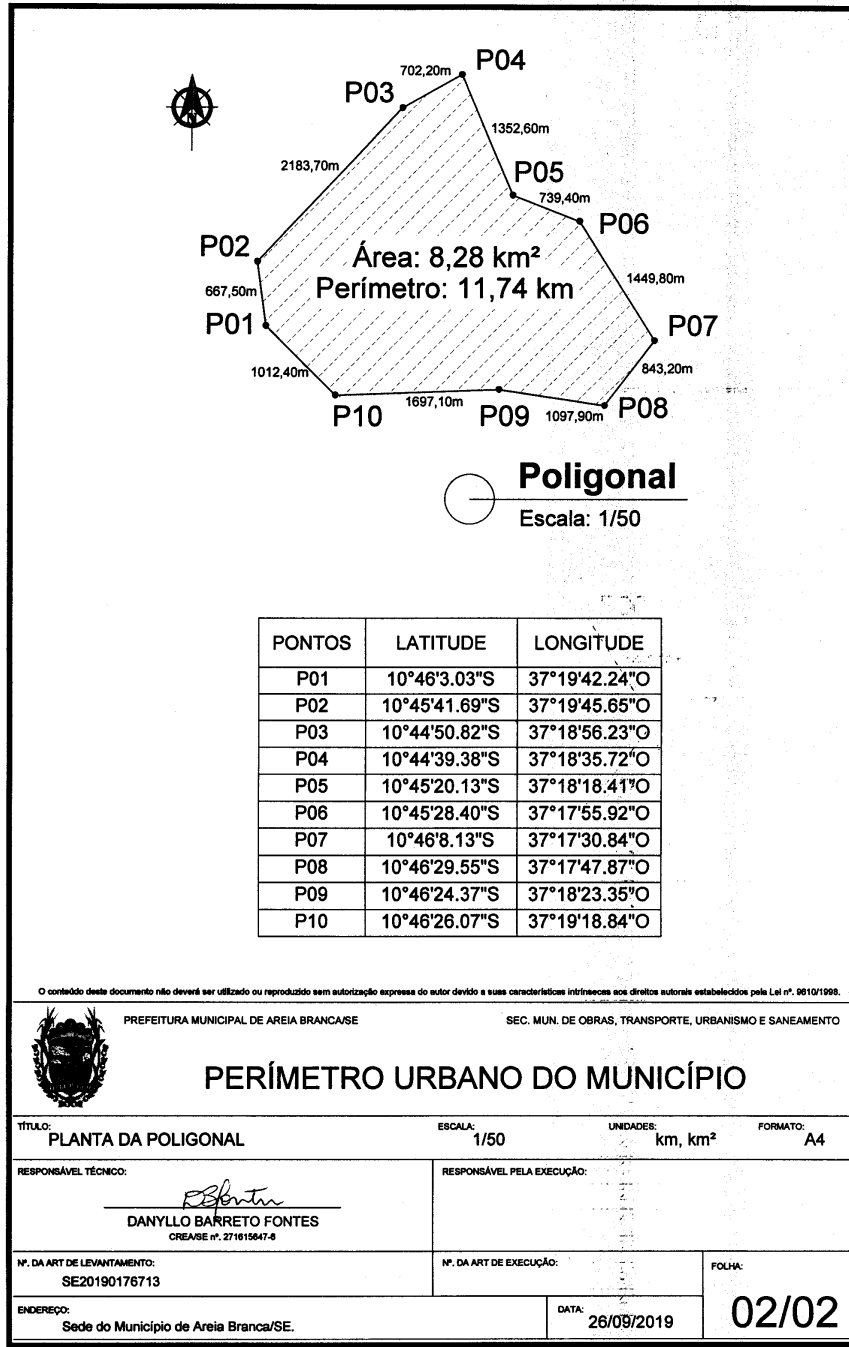 702,20m
P04
P03
1352,60m
2183,70m
P05
739,40m
P06
P02
Área: 8,28 km²
Perímetro: 11,74 km
1449,80m
667,50m
P01
P07
1012,40m
843,20m
P10
1697,10m
P09
1097,90m
P08
Poligonal
Escala: 1/50
PONTOS LATITUDE LONGITUDE
P01 10°46'3.03"S 37°19'42.24"O
P02 10°45'41.69"S 37°19'45.65"O
P03 10°44'50.82"S 37°18'56.23"O
P04 10°44'39.38"S 37°18'35.72"O
P05 10°45'20.13"S 37°18'18.41"O
P06 10°45'28.40"S 37°17'55.92"O
P07 10°46'8.13"S 37°17'30.84"O
P08 10°46'29.55"S 37°17'47.87"O
P09 10°46'24.37"S 37°18'23.35"O
P10 10°46'26.07"S 37°19'18.84"O
O conteúdo deste documento não deverá ser utilizado ou reproduzido sem autorização expressa do autor devido a suas características intrínsecas aos direitos autorais estabelecidos pela Lei nº. 9610/1998.
PREFEITURA MUNICIPAL DE AREIA BRANCA/SE SEC. MUN. DE OBRAS, TRANSPORTE, URBANISMO E SANEAMENTO
PERÍMETRO URBANO DO MUNICÍPIO
TÍTULO: ESCALA: UNIDADES: FORMATO:
PLANTA DA POLIGONAL 1/50 km, km² A4
RESPONSÁVEL TÉCNICO: RESPONSÁVEL PELA EXECUÇÃO:
DANYLLO BARRETO FONTES
CREA/SE nº. 271615647-6
Nº. DA ART DE LEVANTAMENTO: Nº. DA ART DE EXECUÇÃO: FOLHA:
SE20190176713
ENDEREÇO: DATA:
Sede do Município de Areia Branca/SE. 26/09/2019 02/02